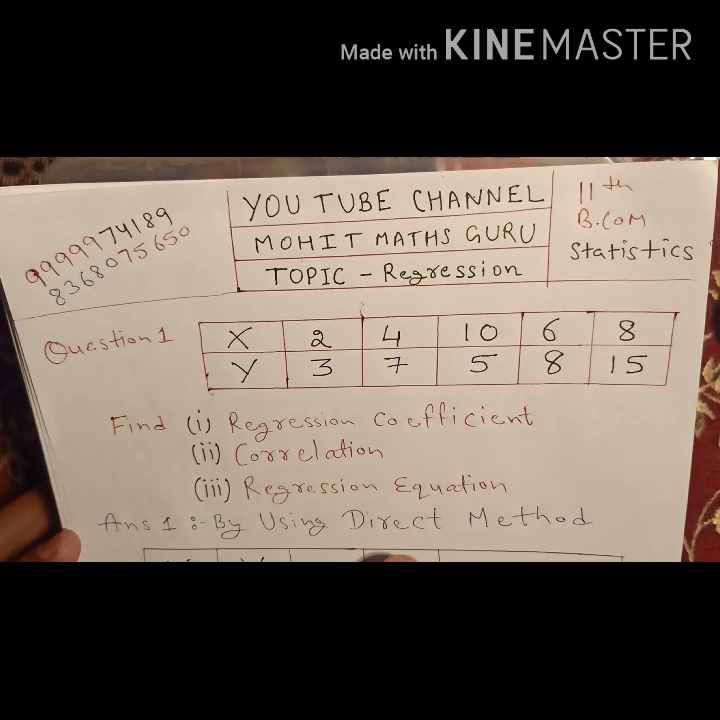 Made with KINEMASTER
9999974189
8368075650
YOU TUBE CHANNEL
MOHIT MATHS GURU
TOPIC - Regression
11th
B.COM
Statistics
Question 1
X 2 4 10 6 8
Y 3 7 5 8 15
Find (i) Regression Coefficient
(ii) Correlation
(iii) Regression Equation
Ans 1 :- By Using Direct Method